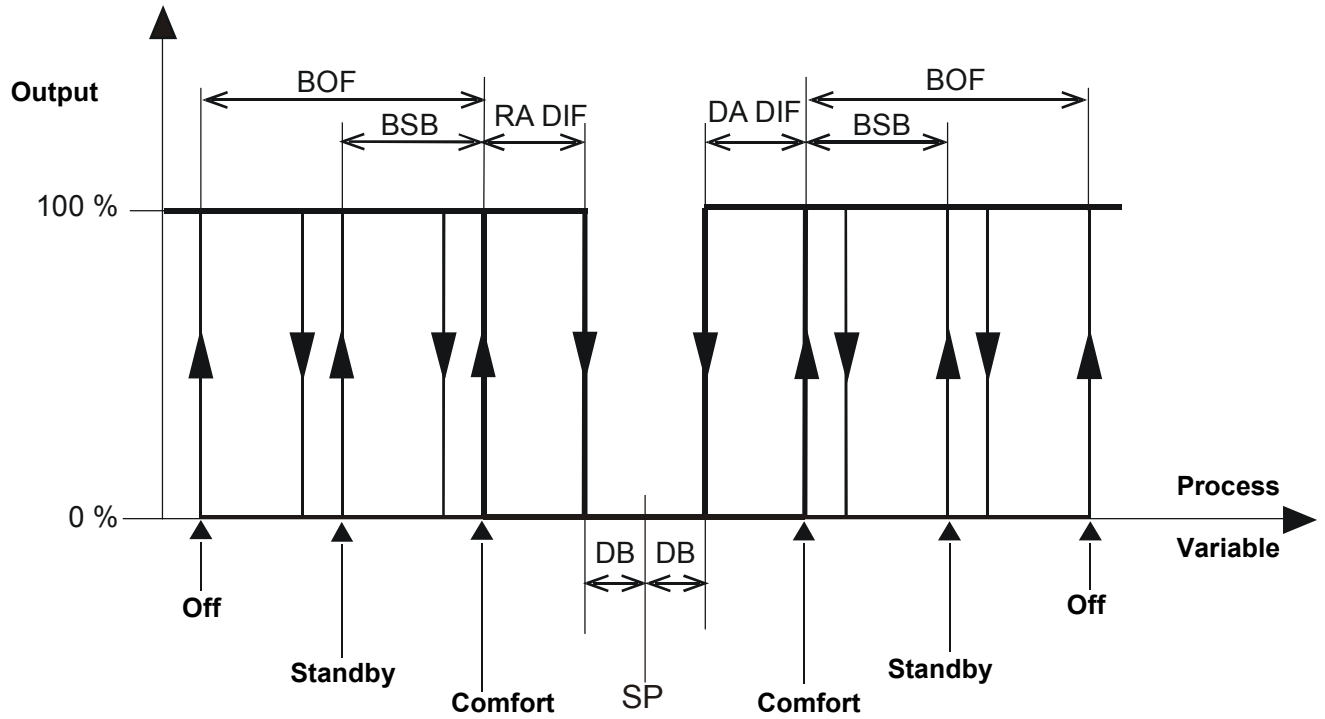 Output
BOF
BOF
BSB
RA DIF
DA DIF
BSB
100 %
0 %
Process
Variable
DB
DB
Off
Off
Standby
Standby
Comfort
SP
Comfort